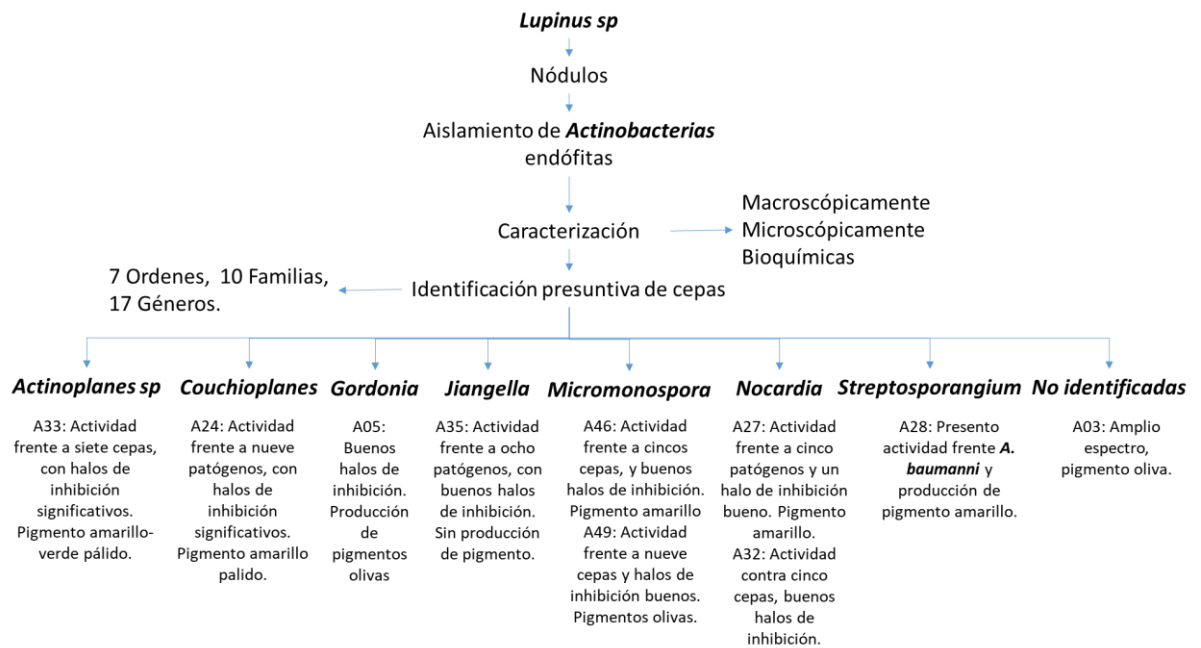 Lupinus sp
Nódulos
Aislamiento de Actinobacterias
endófitas
Caracterización
Macroscópicamente
Microscópicamente
Bioquímicas
7 Ordenes, 10 Familias,
17 Géneros.
Identificación presuntiva de cepas
Actinoplanes sp
A33: Actividad
frente a siete cepas,
con halos de
inhibición
significativos.
Pigmento amarillo-
verde pálido.
Couchioplanes
A24: Actividad
frente a nueve
patógenos, con
halos de
inhibición
significativos.
Pigmento amarillo
palido.
Gordonia
A05:
Buenos
halos de
inhibición.
Producción
de
pigmentos
olivas
Jiangella
A35: Actividad
frente a ocho
patógenos, con
buenos halos
de inhibición.
Sin producción
de pigmento.
Micromonospora
A46: Actividad
frente a cincos
cepas, y buenos
halos de inhibición.
Pigmento amarillo
A49: Actividad
frente a nueve
cepas y halos de
inhibición buenos.
Pigmentos olivas.
Nocardia
A27: Actividad
frente a cinco
patógenos y un
halo de inhibición
bueno. Pigmento
amarillo.
A32: Actividad
contra cinco
cepas, buenos
halos de
inhibición.
Streptosporangium
A28: Presento
actividad frente A.
baumanni y
producción de
pigmento amarillo.
No identificadas
A03: Amplio
espectro,
pigmento oliva.